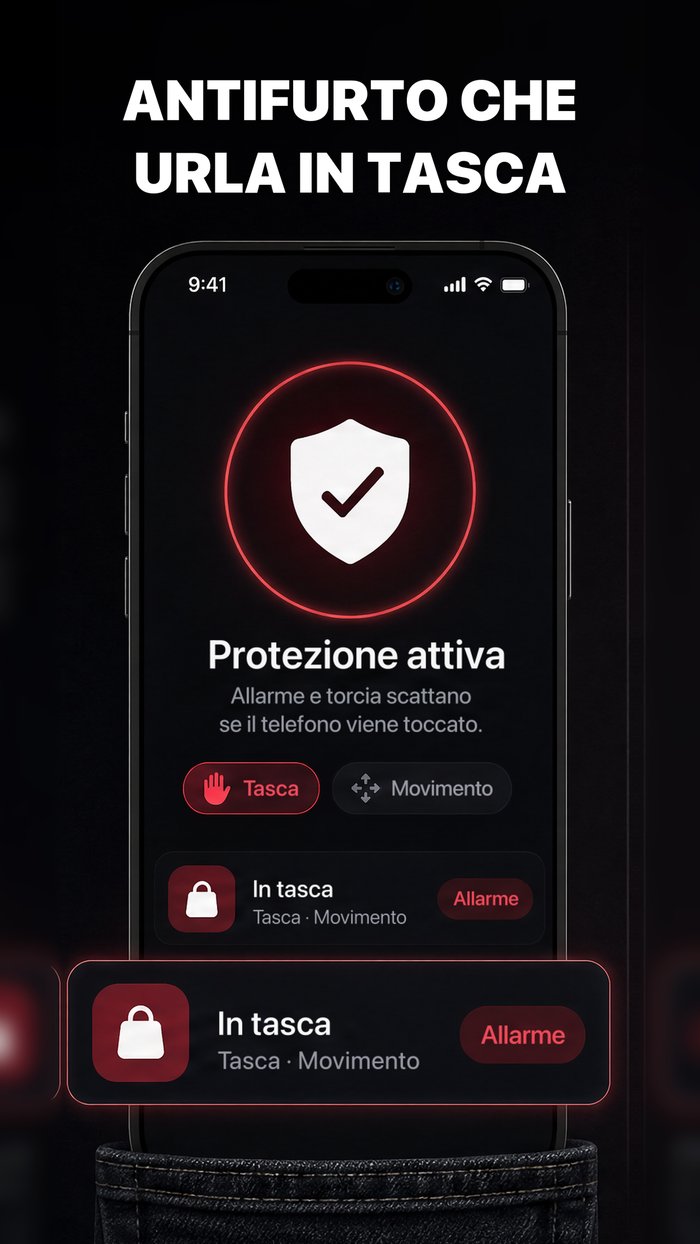 ANTIFURTO CHE
URLA IN TASCA
9:41
Protezione attiva
Allarme e torcia scattano
se il telefono viene toccato.
Tasca
Movimento
In tasca
Tasca · Movimento
Allarme
In tasca
Tasca · Movimento
Allarme